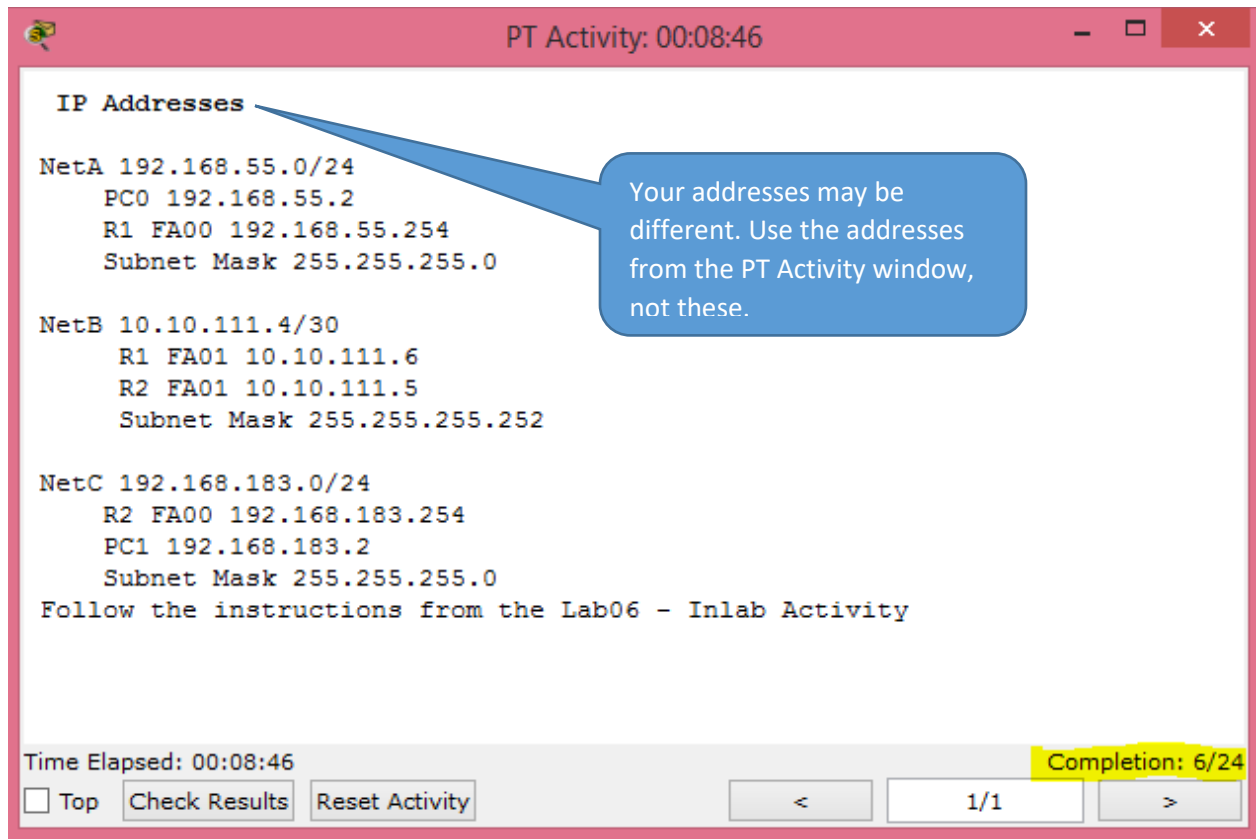 PT Activity: 00:08:46
IP Addresses
NetA 192.168.55.0/24
PC0 192.168.55.2
R1 FA00 192.168.55.254
Subnet Mask 255.255.255.0
Your addresses may be
different. Use the addresses
from the PT Activity window,
not these.
NetB 10.10.111.4/30
R1 FA01 10.10.111.6
R2 FA01 10.10.111.5
Subnet Mask 255.255.255.252
NetC 192.168.183.0/24
R2 FA00 192.168.183.254
PC1 192.168.183.2
Subnet Mask 255.255.255.0
Follow the instructions from the Lab06 - Inlab Activity
Time Elapsed: 00:08:46 Completion: 6/24
Top Check Results Reset Activity < 1/1 >